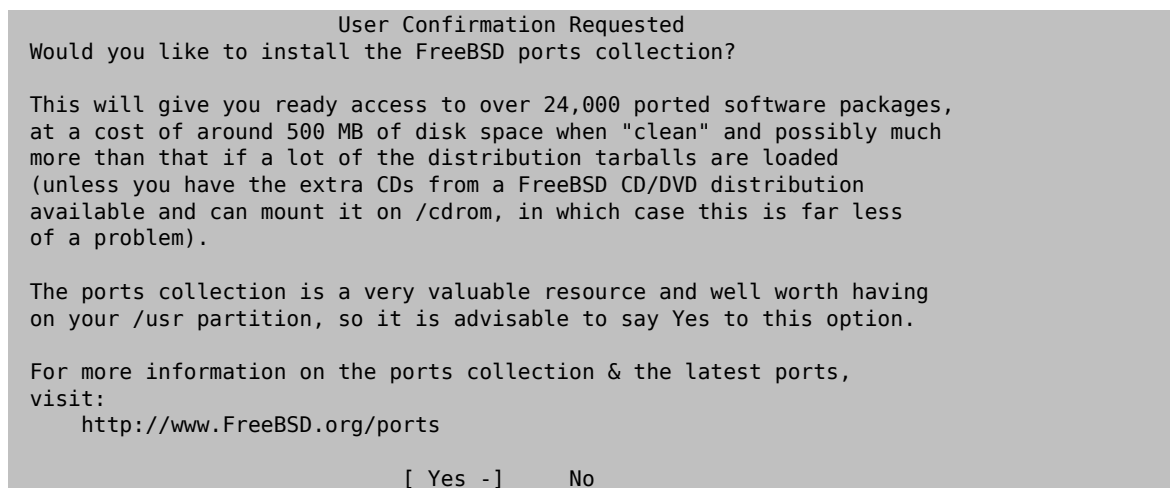 User Confirmation Requested
Would you like to install the FreeBSD ports collection?
This will give you ready access to over 24,000 ported software packages,
at a cost of around 500 MB of disk space when "clean" and possibly much
more than that if a lot of the distribution tarballs are loaded
(unless you have the extra CDs from a FreeBSD CD/DVD distribution
available and can mount it on /cdrom, in which case this is far less
of a problem).
The ports collection is a very valuable resource and well worth having
on your /usr partition, so it is advisable to say Yes to this option.
For more information on the ports collection & the latest ports,
visit:
http://www.FreeBSD.org/ports
[ Yes -] No